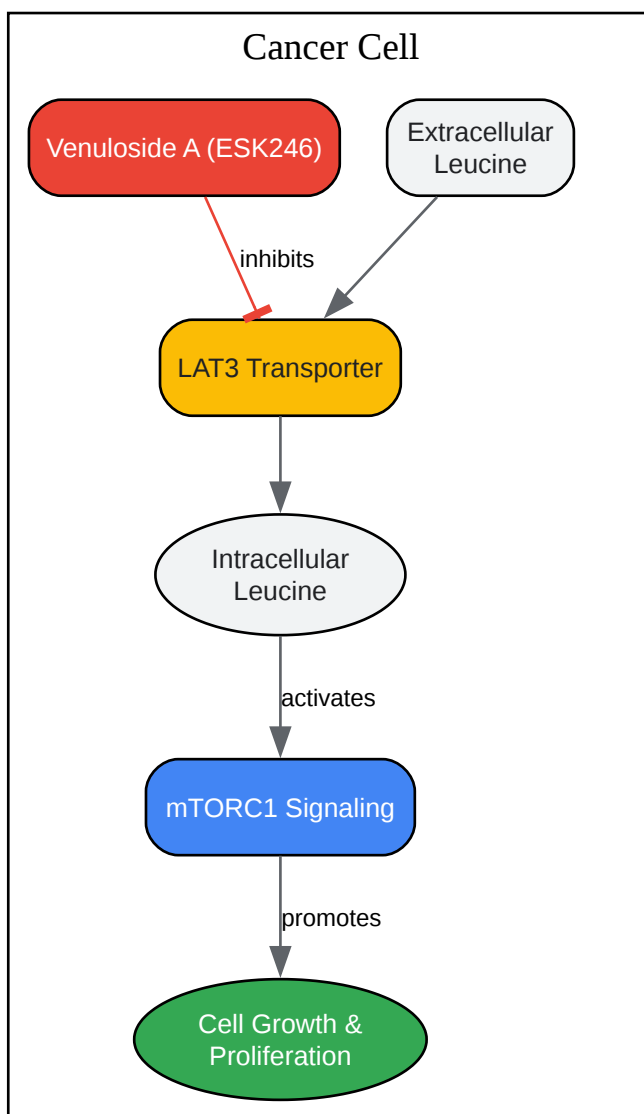 Cancer Cell
Venuloside A (ESK246)
Extracellular
Leucine
inhibits
LAT3 Transporter
Intracellular
Leucine
activates
mTORC1 Signaling
promotes
Cell Growth &
Proliferation